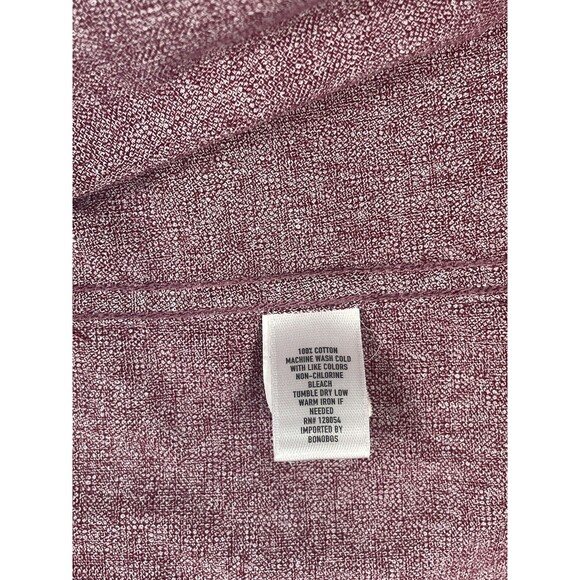 100% COTTON
MACHINE WASH COLD
WITH LIKE COLORS
NON-CHLORINE
BLEACH
TUMBLE DRY LOW
WARM IRON IF
NEEDED
RN# 128054
IMPORTED BY
BONOBOS